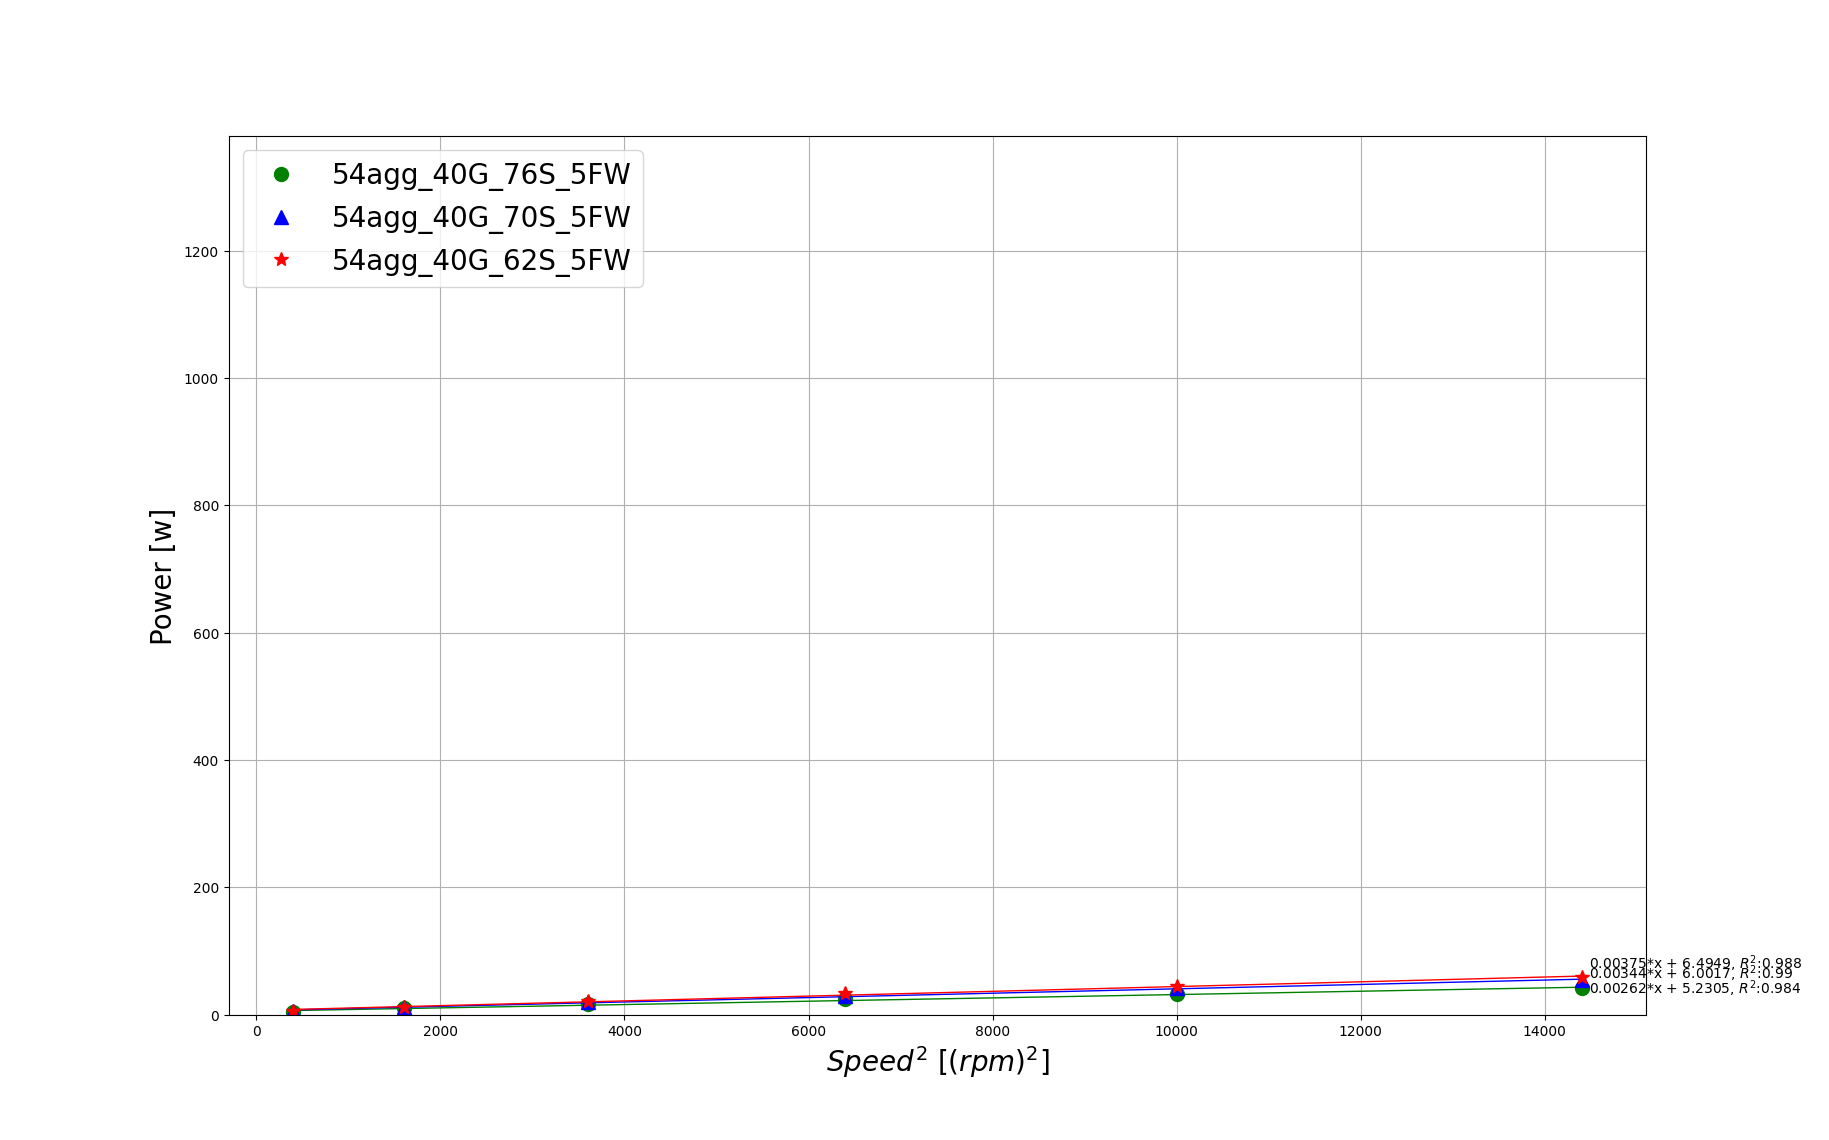 54agg_40G_76S_5FW
54agg_40G_70S_5FW
54agg_40G_62S_5FW
1200
1000
800
600
400
200
0
Power [w]
0.00375*x + 6.4949, R²:0.988
0.00344*x + 6.0017, R²:0.99
0.00262*x + 5.2305, R²:0.984
0 2000 4000 6000 8000 10000 12000 14000
Speed² [(rpm)²]